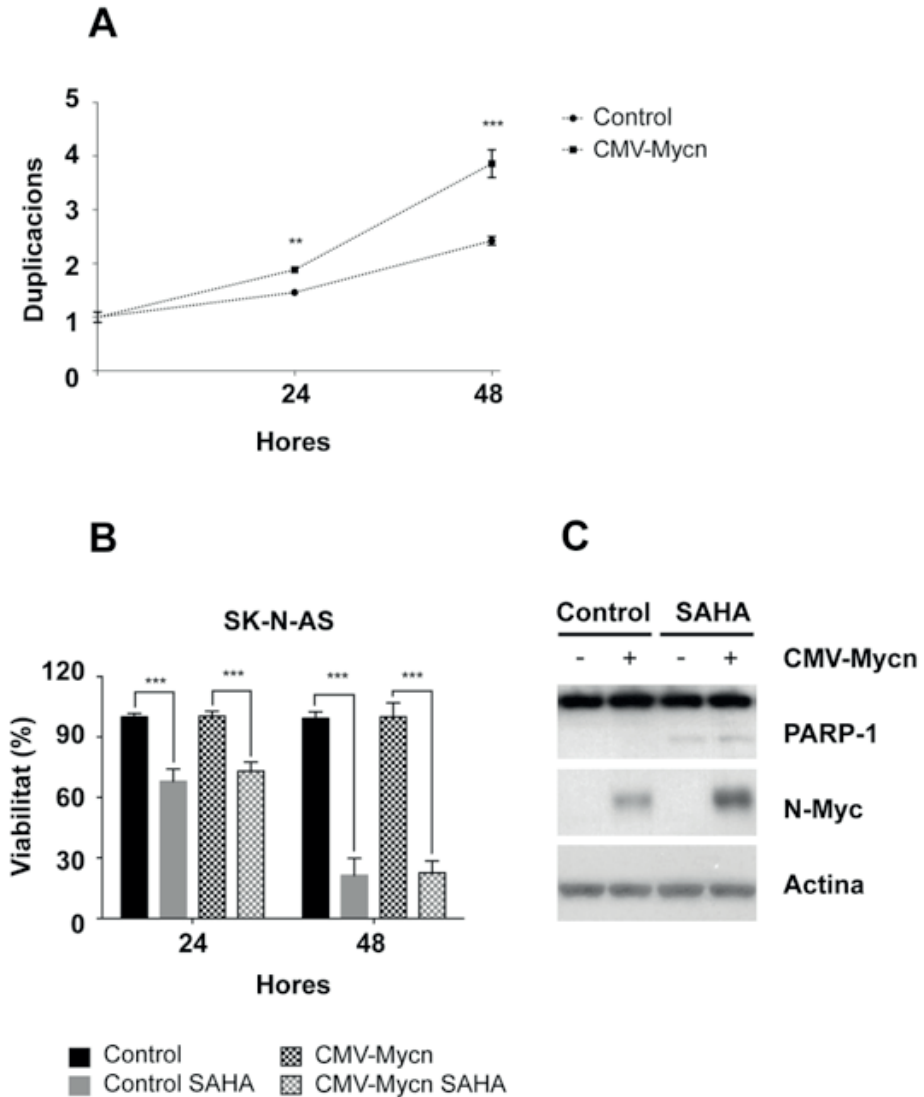 A
5
4
3
2
1
0
Duplicacions
**
***
24
48
Hores
Control
CMV-Mycn
B
SK-N-AS
120
90
60
30
0
Viabilitat (%)
***
***
***
***
24
48
Hores
Control
CMV-Mycn
Control SAHA
CMV-Mycn SAHA
C
Control SAHA
- + - + CMV-Mycn
PARP-1
N-Myc
Actina